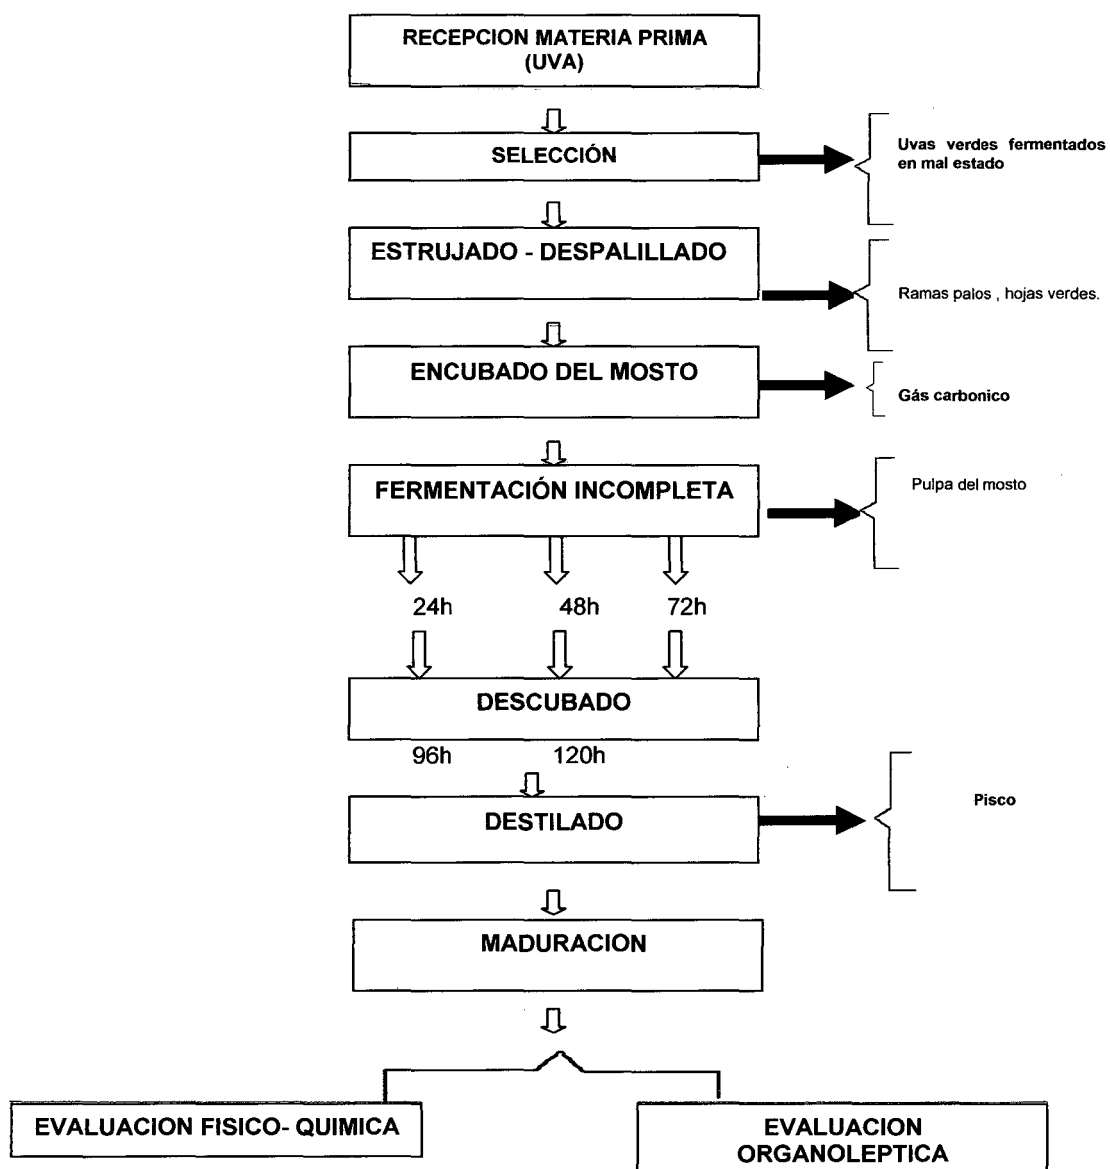 RECEPCION MATERIA PRIMA
(UVA)
SELECCIÓN
Uvas verdes fermentados
en mal estado
ESTRUJADO - DESPALILLADO
Ramas palos , hojas verdes.
ENCUBADO DEL MOSTO
Gás carbonico
FERMENTACIÓN INCOMPLETA
Pulpa del mosto
24h 48h 72h
DESCUBADO
96h 120h
DESTILADO
Pisco
MADURACION
EVALUACION FISICO- QUIMICA
EVALUACION
ORGANOLEPTICA